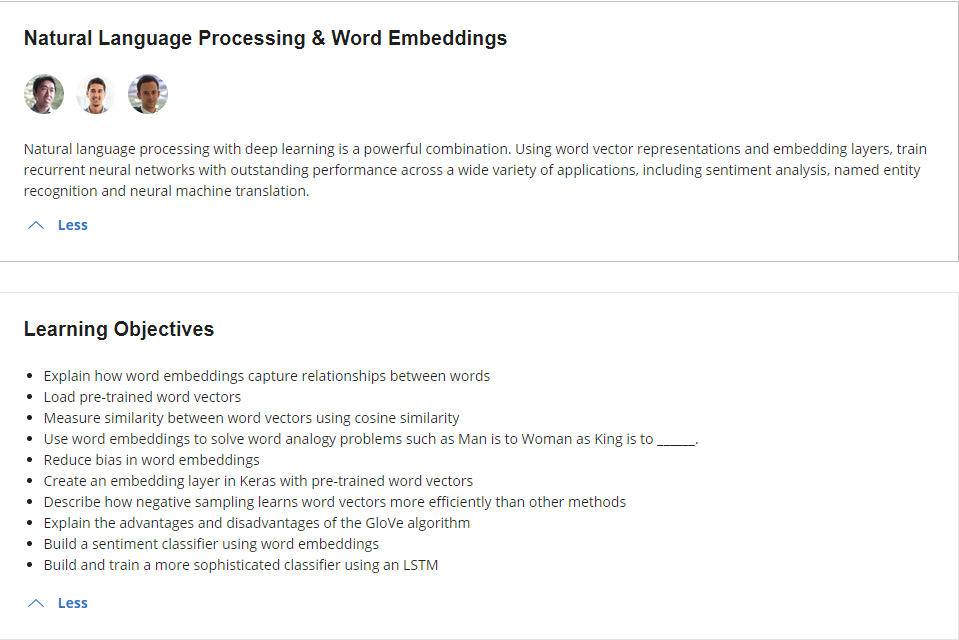 Natural Language Processing & Word Embeddings
Natural language processing with deep learning is a powerful combination. Using word vector representations and embedding layers, train
recurrent neural networks with outstanding performance across a wide variety of applications, including sentiment analysis, named entity
recognition and neural machine translation.
Less
Learning Objectives
• Explain how word embeddings capture relationships between words
• Load pre-trained word vectors
• Measure similarity between word vectors using cosine similarity
• Use word embeddings to solve word analogy problems such as Man is to Woman as King is to ______.
• Reduce bias in word embeddings
• Create an embedding layer in Keras with pre-trained word vectors
• Describe how negative sampling learns word vectors more efficiently than other methods
• Explain the advantages and disadvantages of the GloVe algorithm
• Build a sentiment classifier using word embeddings
• Build and train a more sophisticated classifier using an LSTM
Less